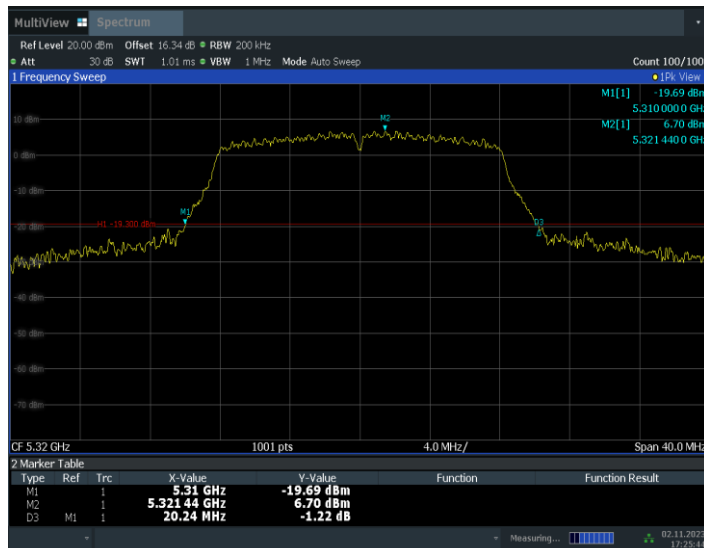 MultiView Spectrum
Ref Level 20.00 dBm Offset 16.34 dB RBW 200 kHz
Att 30 dB SWT 1.01 ms VBW 1 MHz Mode Auto Sweep Count 100/100
1 Frequency Sweep 1Pk View
M1[1] -19.69 dBm
5.310 000 0 GHz
10 dBm M2 M2[1] 6.70 dBm
5.321 440 0 GHz
0 dBm
-10 dBm
M1
-20 dBm H1 -19.300 dBm D3
-40 dBm
-50 dBm
-60 dBm
-70 dBm
CF 5.32 GHz 1001 pts 4.0 MHz/ Span 40.0 MHz
2 Marker Table
Type Ref Trc X-Value Y-Value Function Function Result
M1 1 5.31 GHz -19.69 dBm
M2 1 5.321 44 GHz 6.70 dBm
D3 M1 1 20.24 MHz -1.22 dB
Measuring... 02.11.2023
17:25:44